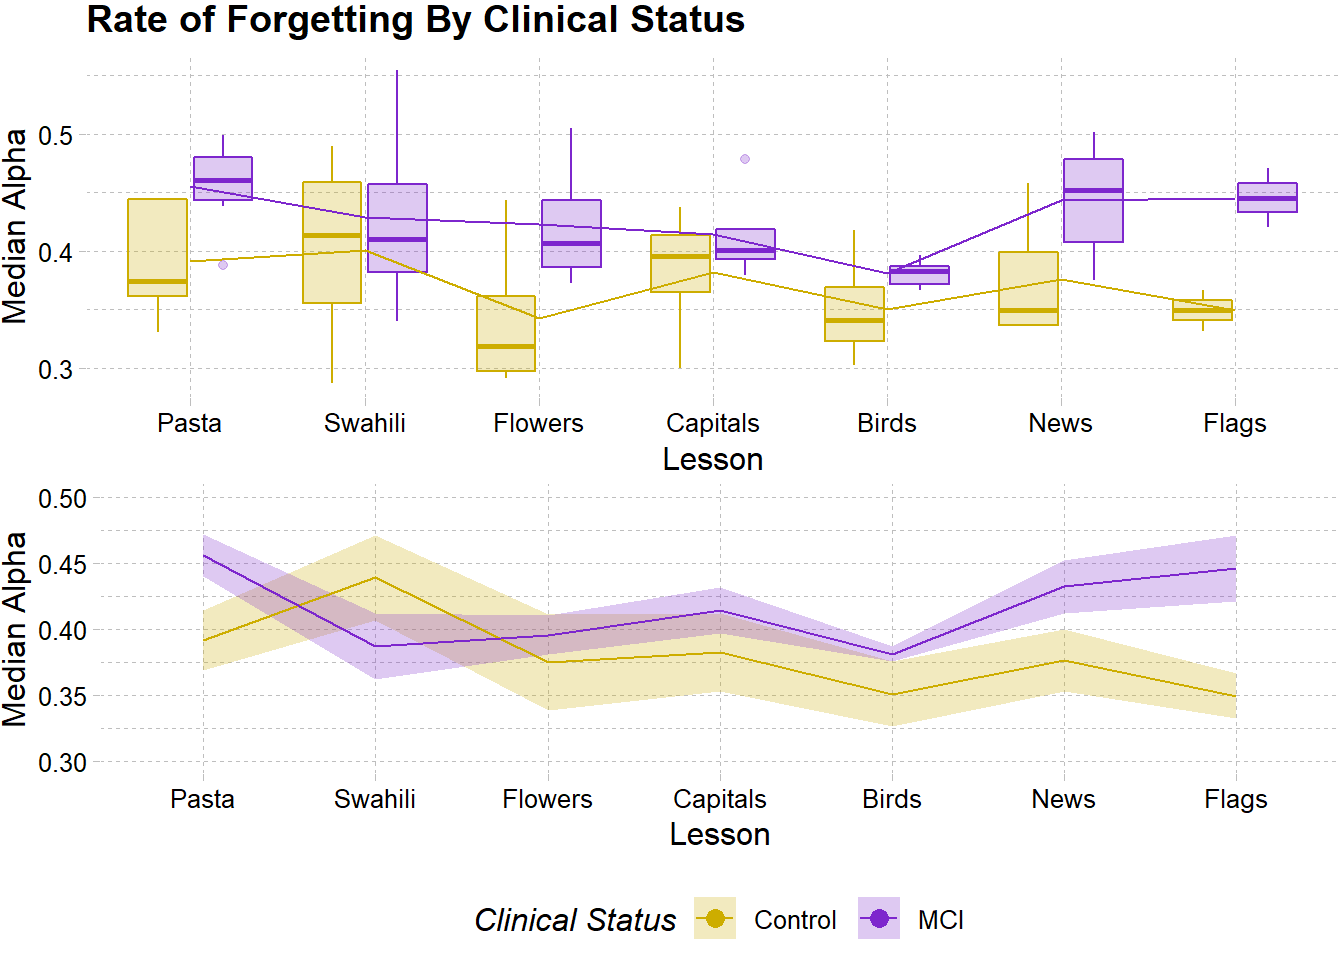 Rate of Forgetting By Clinical Status
Median Alpha
0.5
0.4
0.3
Pasta Swahili Flowers Capitals Birds News Flags
Lesson
Median Alpha
0.50
0.45
0.40
0.35
0.30
Pasta Swahili Flowers Capitals Birds News Flags
Lesson
Clinical Status Control MCI